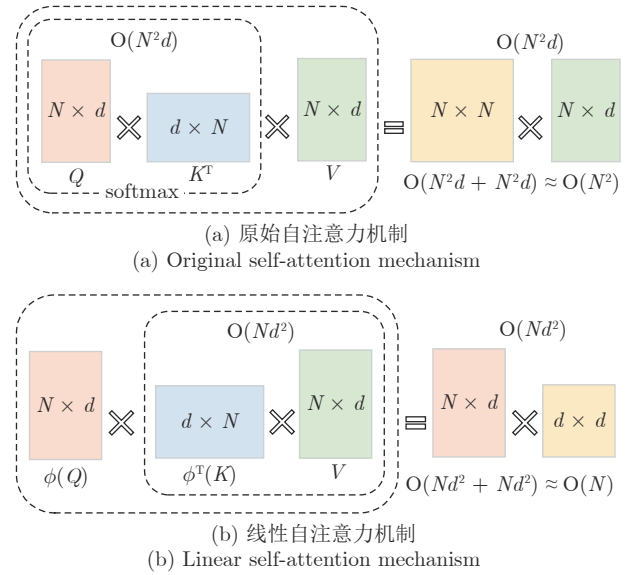 O(N²d) O(N²d)
N × d × d × N × N × d = N × N × N × d
Q Kᵀ V O(N²d + N²d) ≈ O(N²)
softmax
(a) 原始自注意力机制
(a) Original self-attention mechanism
O(Nd²) O(Nd²)
N × d × d × N × N × d = N × d × d × d
ϕ(Q) ϕᵀ(K) V O(Nd² + Nd²) ≈ O(N)
(b) 线性自注意力机制
(b) Linear self-attention mechanism